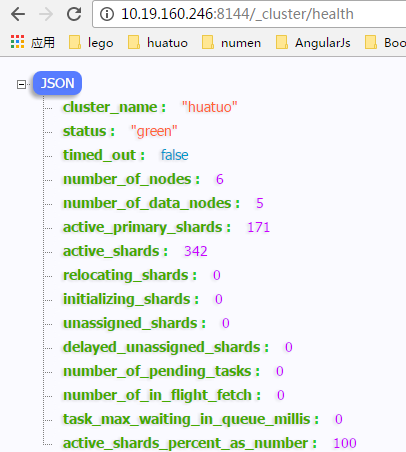 10.19.160.246:8144/_cluster/health
应用 lego huatuo numen AngularJs Boo
JSON
cluster_name : "huatuo"
status : "green"
timed_out : false
number_of_nodes : 6
number_of_data_nodes : 5
active_primary_shards : 171
active_shards : 342
relocating_shards : 0
initializing_shards : 0
unassigned_shards : 0
delayed_unassigned_shards : 0
number_of_pending_tasks : 0
number_of_in_flight_fetch : 0
task_max_waiting_in_queue_millis : 0
active_shards_percent_as_number : 100